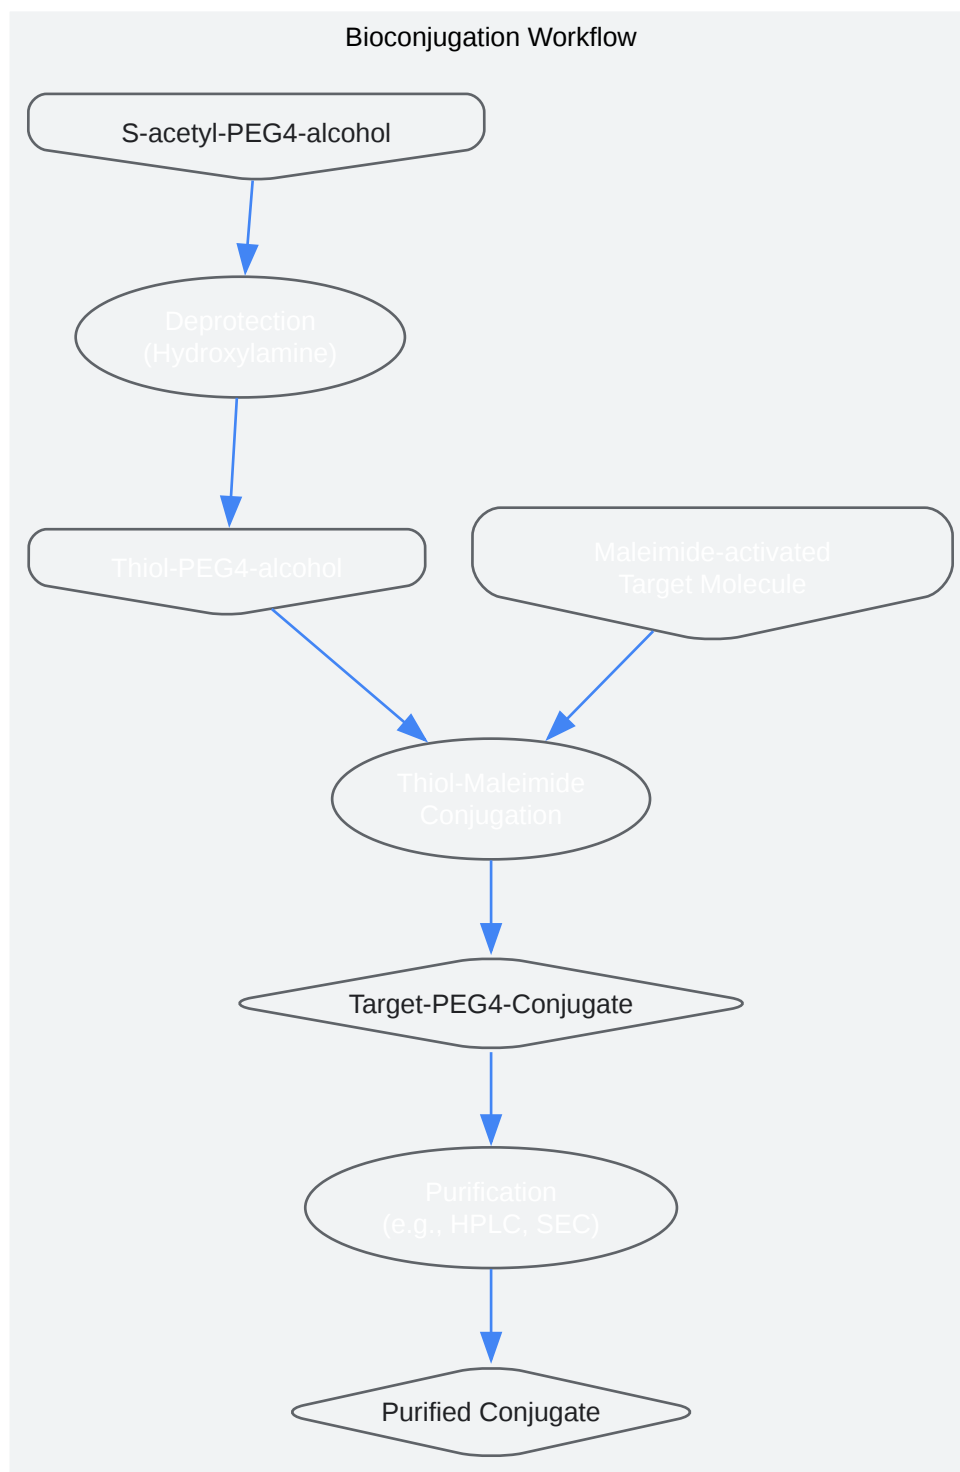 Bioconjugation Workflow
S-acetyl-PEG4-alcohol
Deprotection
(Hydroxylamine)
Thiol-PEG4-alcohol
Maleimide-activated
Target Molecule
Thiol-Maleimide
Conjugation
Target-PEG4-Conjugate
Purification
(e.g., HPLC, SEC)
Purified Conjugate